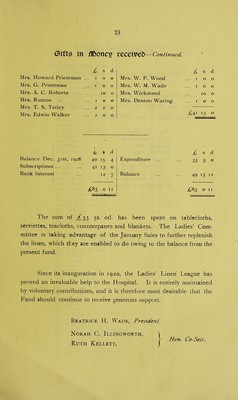 21
Gifts in Money received—Continued.
£ s d
Mrs. Howard Priestman ... 1 0 0
Mrs. G. Priestman ... 1 0 0
Mrs. A. C. Roberts ... 10 0
Mrs. Runton ... 1 0 0
Mrs. T. S. Tetley ... 2 2 0
Mrs. Edwin Walker ... 1 0 0
£ s d
Mrs. W. P. Wood ... 1 0 0
Mrs. W. M. Wade ... 1 0 0
Mrs. Wicksteed ... 10 0
Mrs. Denton Waring ... 1 0 0
£41 13 0
£ s d
Balance Dec. 31st, 1926 40 15 4
Subscriptions ... 41 13 0
Bank Interest 12 7
£83 0 11
£ s d
Expenditure ... 33 5 0
Balance 49 15 11
£83 0 11
The sum of £33 5s. 0d. has been spent on tablecloths,
serviettes, teacloths, counterpanes and blankets. The Ladies' Com-
mittee is taking advantage of the January Sales to further replenish
the linen, which they are enabled to do owing to the balance from the
present fund.
Since its inauguration in 1920, the Ladies' Linen League has
proved an invaluable help to the Hospital. It is entirely maintained
by voluntary contributions, and it is therefore most desirable that the
Fund should continue to receive generous support.
Beatrice H. Wade, President.
Norah C. Illingworth,
Ruth Kellett,
Hon. Co-Secs.